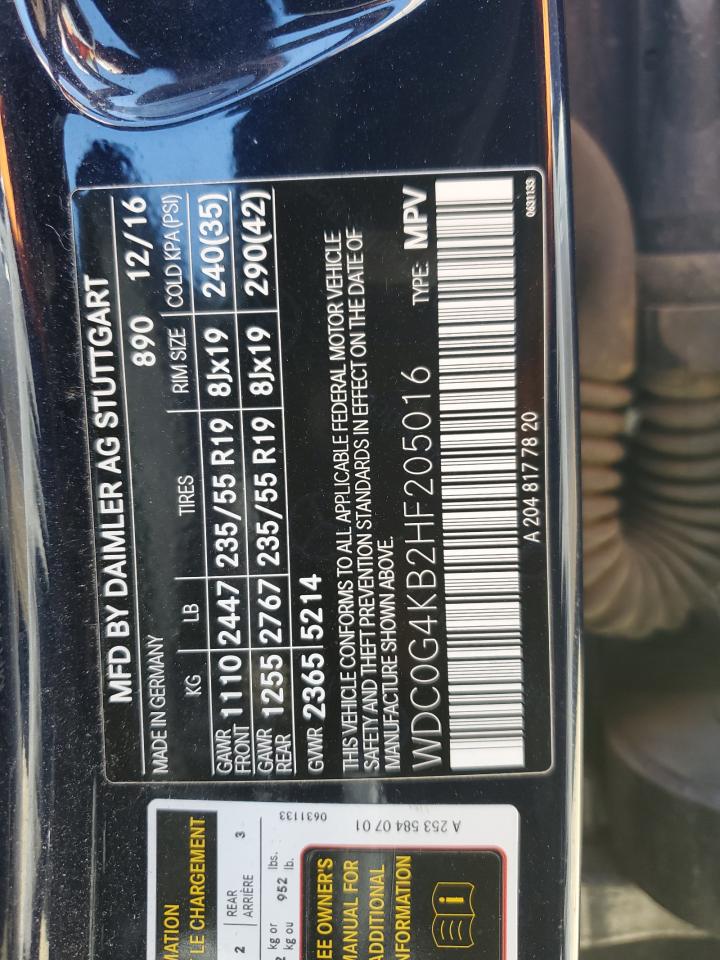 MFD BY DAIMLER AG STUTTGART
890
MADE IN GERMANY 12/16
KG LB TIRES RIM SIZE COLD KPA (PSI)
GAWR FRONT 1110 2447 235/55 R19 8Jx19 240(35)
GAWR REAR 1255 2767 235/55 R19 8Jx19 290(42)
GVWR 2365 5214
THIS VEHICLE CONFORMS TO ALL APPLICABLE FEDERAL MOTOR VEHICLE
SAFETY AND THEFT PREVENTION STANDARDS IN EFFECT ON THE DATE OF
MANUFACTURE SHOWN ABOVE.
WDC0G4KB2HF205016 TYPE: MPV
A 204 817 78 20 0631133
LE CHARGEMENT
2 REAR 3
ARRIÈRE
kg or 952 lbs.
kg ou lb.
0631133
OWNER'S
FOR
ADDITIONAL
i
A 253 584 07 01